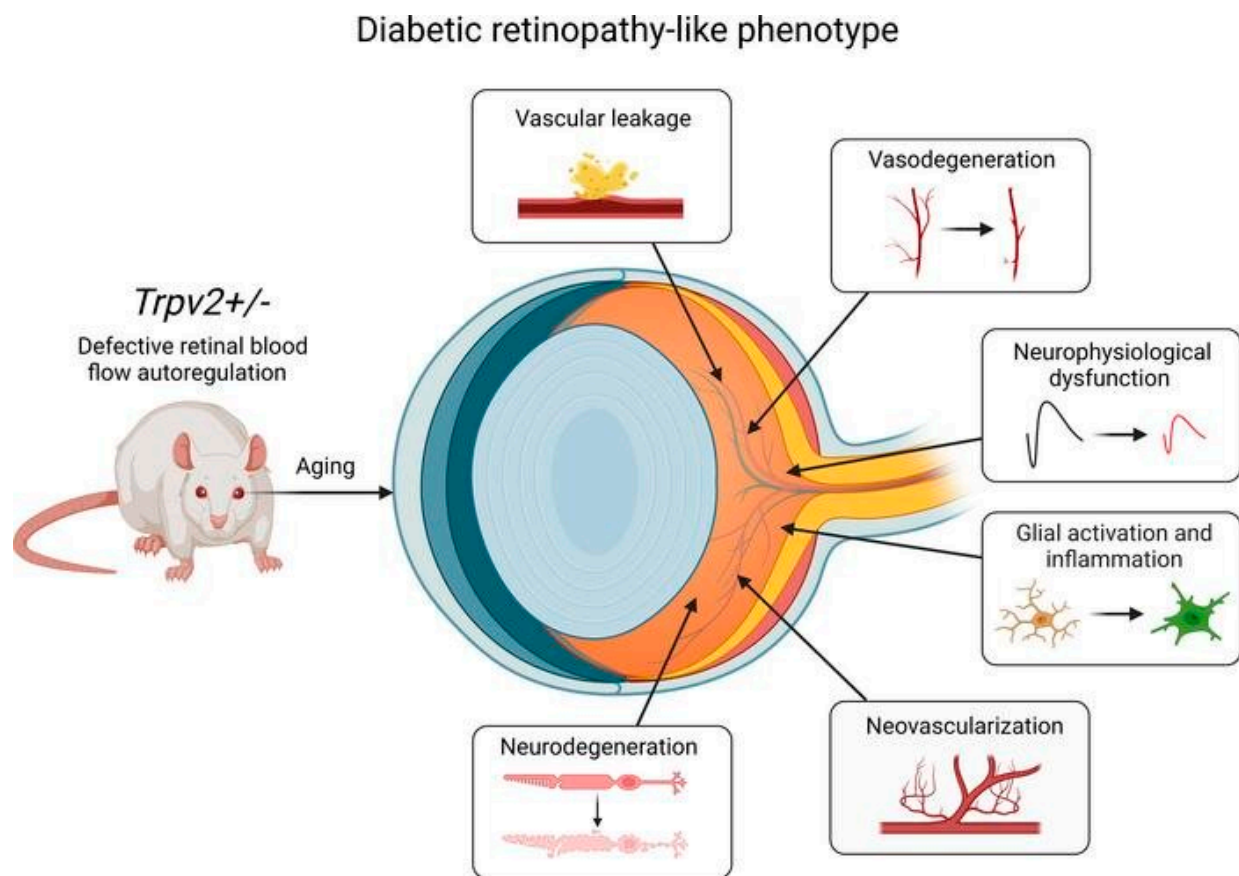 Diabetic retinopathy-like phenotype
Vascular leakage
Vasodegeneration
Trpv2+/-
Defective retinal blood
flow autoregulation
Aging
Neurophysiological
dysfunction
Glial activation and
inflammation
Neurodegeneration
Neovascularization